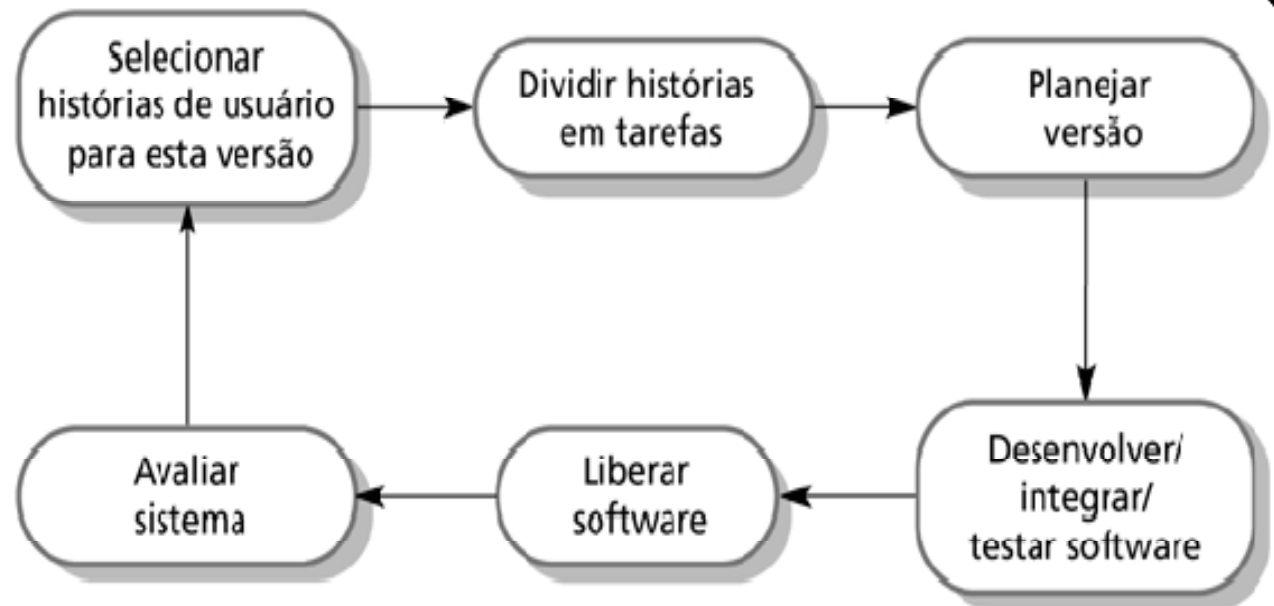 Selecionar
histórias de usuário
para esta versão
Dividir histórias
em tarefas
Planejar
versão
Desenvolver/
integrar/
testar software
Liberar
software
Avaliar
sistema